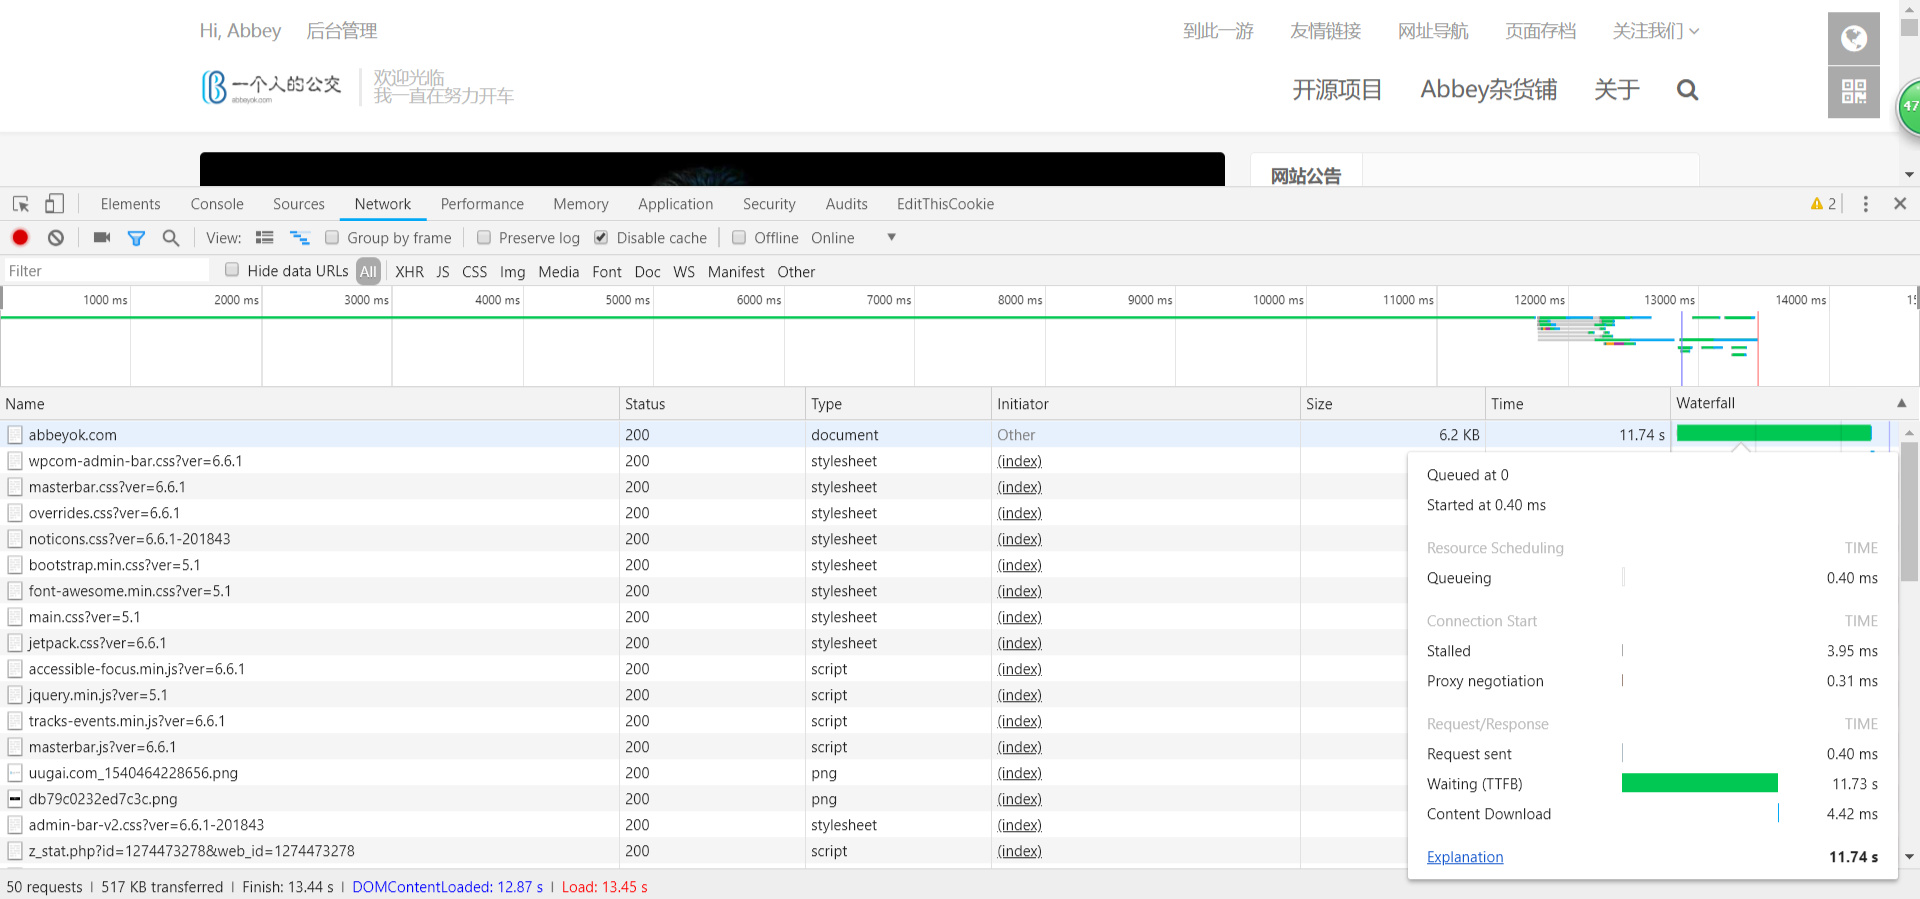 Hi, Abbey 后台管理 到此一游 友情链接 网址导航 页面存档 关注我们
一个人的公交 欢迎光临
abbeyok.com 我一直在努力开车
开源项目 Abbey杂货铺 关于
47
网站公告
Elements Console Sources Network Performance Memory Application Security Audits EditThisCookie 2
View: Group by frame Preserve log Disable cache Offline Online
Filter Hide data URLs All XHR JS CSS Img Media Font Doc WS Manifest Other
1000 ms 2000 ms 3000 ms 4000 ms 5000 ms 6000 ms 7000 ms 8000 ms 9000 ms 10000 ms 11000 ms 12000 ms 13000 ms 14000 ms
Name Status Type Initiator Size Time Waterfall
abbeyok.com 200 document Other 6.2 KB 11.74 s
wpcom-admin-bar.css?ver=6.6.1 200 stylesheet (index)
masterbar.css?ver=6.6.1 200 stylesheet (index)
overrides.css?ver=6.6.1 200 stylesheet (index)
noticons.css?ver=6.6.1-201843 200 stylesheet (index)
bootstrap.min.css?ver=5.1 200 stylesheet (index)
font-awesome.min.css?ver=5.1 200 stylesheet (index)
main.css?ver=5.1 200 stylesheet (index)
jetpack.css?ver=6.6.1 200 stylesheet (index)
accessible-focus.min.js?ver=6.6.1 200 script (index)
jquery.min.js?ver=5.1 200 script (index)
tracks-events.min.js?ver=6.6.1 200 script (index)
masterbar.js?ver=6.6.1 200 script (index)
uugai.com_1540464228656.png 200 png (index)
db79c0232ed7c3c.png 200 png (index)
admin-bar-v2.css?ver=6.6.1-201843 200 stylesheet (index)
z_stat.php?id=1274473278&web_id=1274473278 200 script (index)
Queued at 0
Started at 0.40 ms
Resource Scheduling TIME
Queueing 0.40 ms
Connection Start TIME
Stalled 3.95 ms
Proxy negotiation 0.31 ms
Request/Response TIME
Request sent 0.40 ms
Waiting (TTFB) 11.73 s
Content Download 4.42 ms
Explanation 11.74 s
50 requests | 517 KB transferred | Finish: 13.44 s | DOMContentLoaded: 12.87 s | Load: 13.45 s